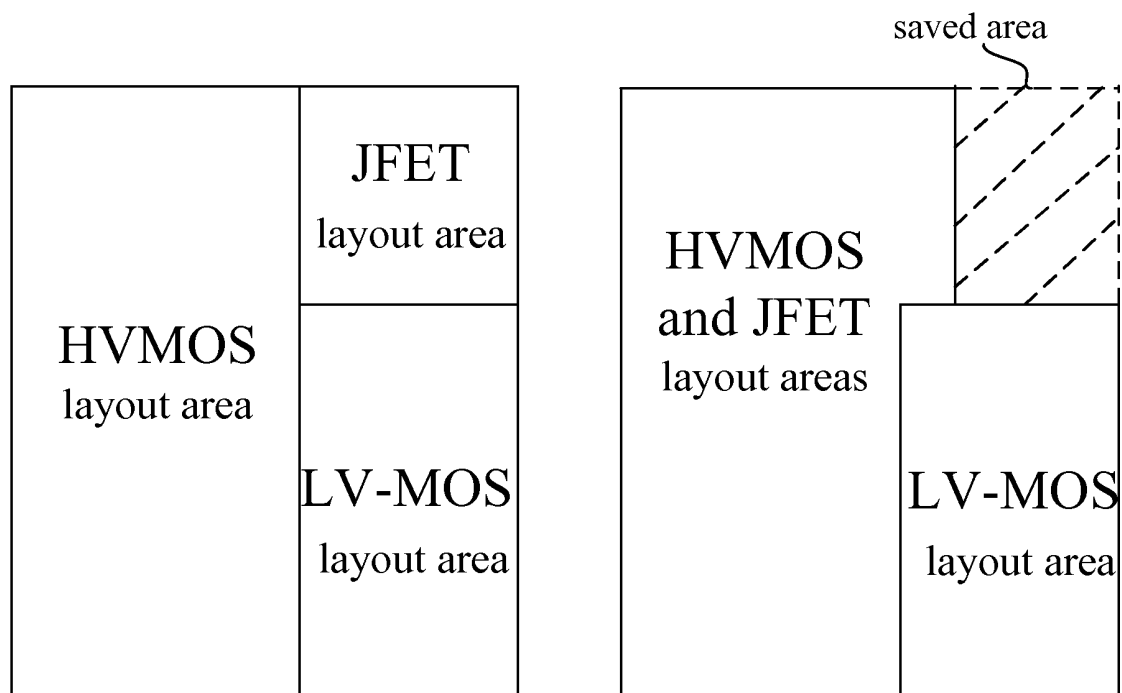 JFET
layout area
HVMOS
layout area
LV-MOS
layout area
saved area
HVMOS
and JFET
layout areas
LV-MOS
layout area